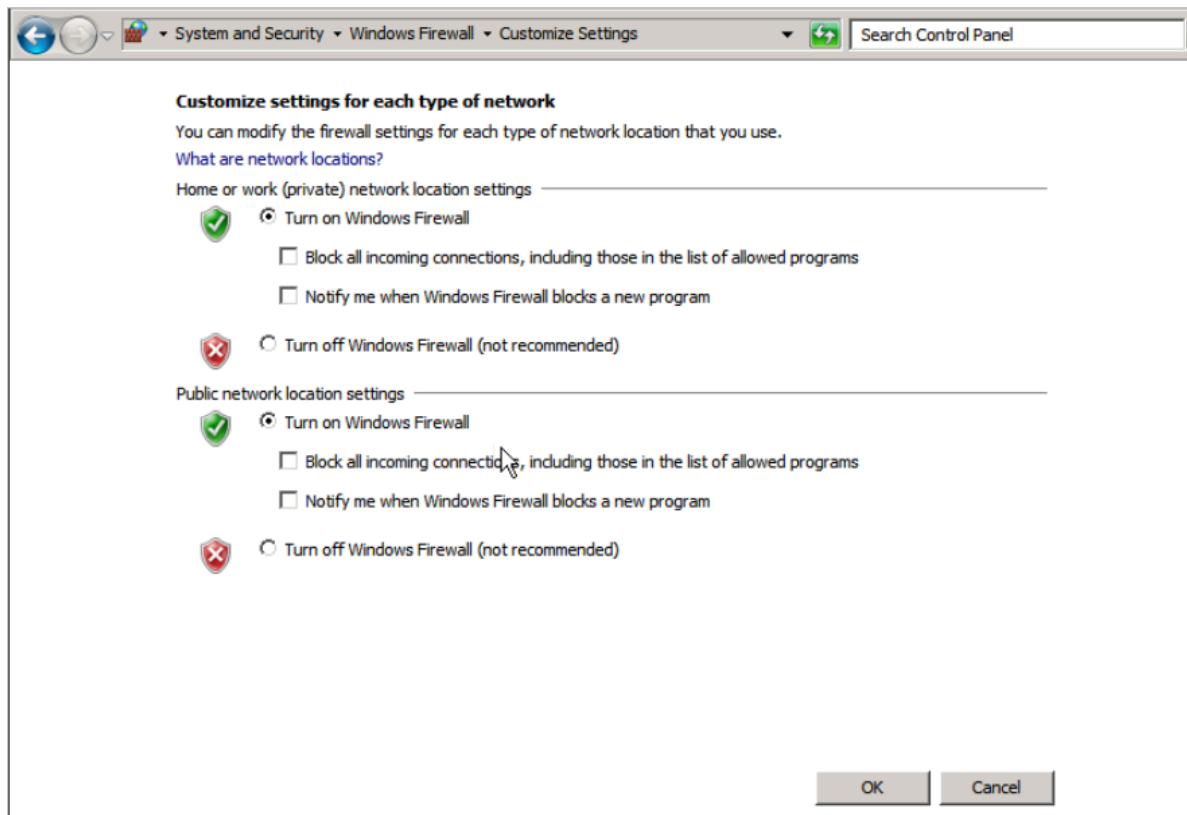 System and Security Windows Firewall Customize Settings
Search Control Panel
Customize settings for each type of network
You can modify the firewall settings for each type of network location that you use.
What are network locations?
Home or work (private) network location settings
Turn on Windows Firewall
Block all incoming connections, including those in the list of allowed programs
Notify me when Windows Firewall blocks a new program
Turn off Windows Firewall (not recommended)
Public network location settings
Turn on Windows Firewall
Block all incoming connections, including those in the list of allowed programs
Notify me when Windows Firewall blocks a new program
Turn off Windows Firewall (not recommended)
OK
Cancel